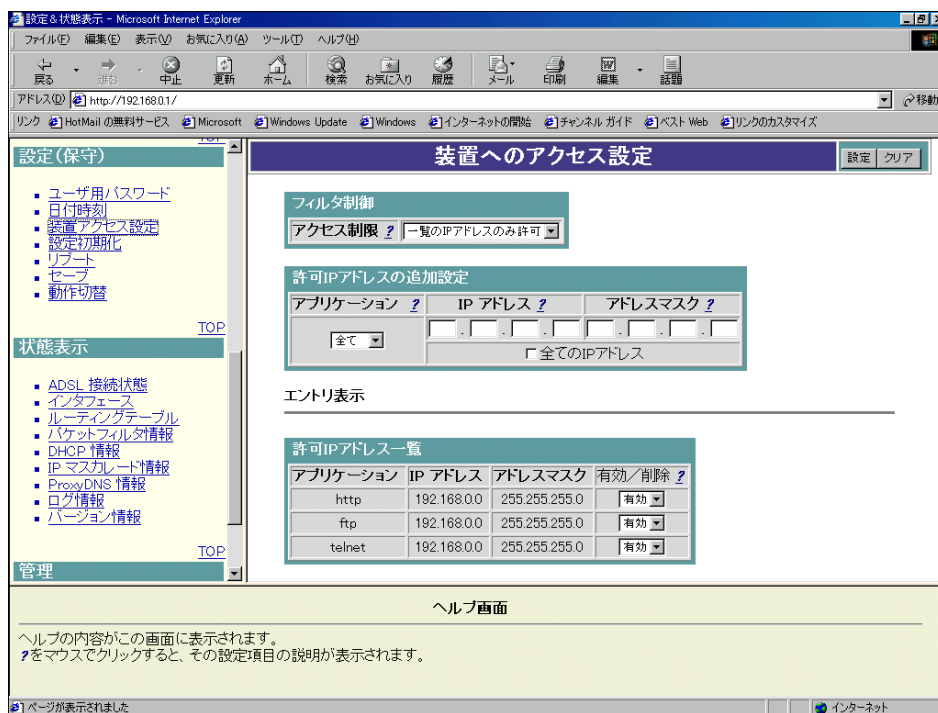 設定＆状態表示 - Microsoft Internet Explorer
ファイル(F) 編集(E) 表示(V) お気に入り(A) ツール(T) ヘルプ(H)
戻る 進む 中止 更新 ホーム 検索 お気に入り 履歴 メール 印刷 編集 話題
アドレス(D) http://192.168.0.1/ 移動
リンク HotMail の無料サービス Microsoft Windows Update Windows インターネットの開始 チャンネル ガイド ベスト Web リンクのカスタマイズ
TOP
設定(保守)
ユーザ用パスワード
日付時刻
装置アクセス設定
設定初期化
リブート
セーブ
動作切替
TOP
状態表示
ADSL 接続状態
インタフェース
ルーティングテーブル
パケットフィルタ情報
DHCP 情報
IP マスカレード情報
ProxyDNS 情報
ログ情報
バージョン情報
TOP
管理
装置へのアクセス設定
設定 クリア
フィルタ制御
アクセス制限 ? 一覧のIPアドレスのみ許可
許可IPアドレスの追加設定
アプリケーション ? IP アドレス ? アドレスマスク ?
全て . . . . . .
全てのIPアドレス
エントリ表示
許可IPアドレス一覧
アプリケーション IP アドレス アドレスマスク 有効／削除 ?
http 192.168.0.0 255.255.255.0 有効
ftp 192.168.0.0 255.255.255.0 有効
telnet 192.168.0.0 255.255.255.0 有効
ヘルプ画面
ヘルプの内容がこの画面に表示されます。
?をマウスでクリックすると、その設定項目の説明が表示されます。
ページが表示されました インターネット